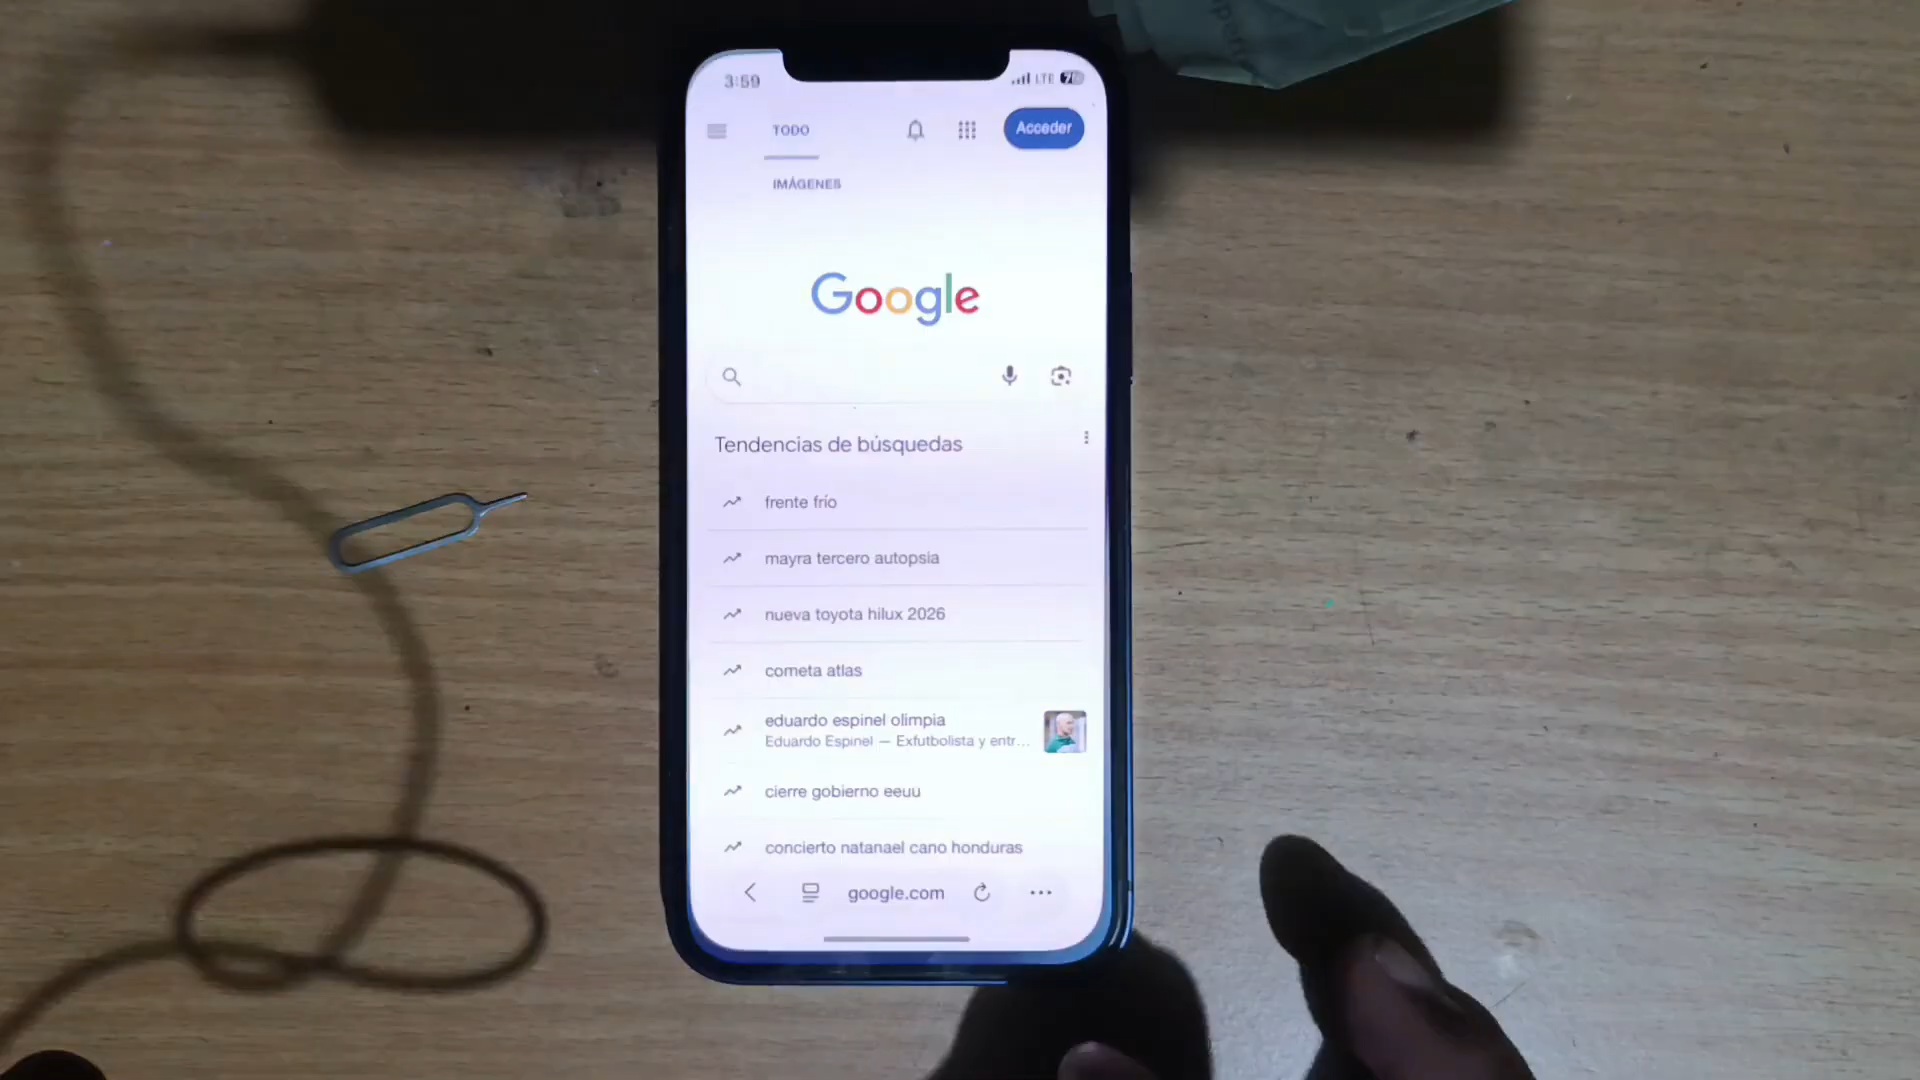 3:59
LTE
TODO
Acceder
IMÁGENES
Google
Tendencias de búsquedas
frente frío
mayra tercero autopsia
nueva toyota hilux 2026
cometa atlas
eduardo espinel olimpia
Eduardo Espinel — Exfutbolista y entr...
cierre gobierno eeuu
concierto natanael cano honduras
google.com